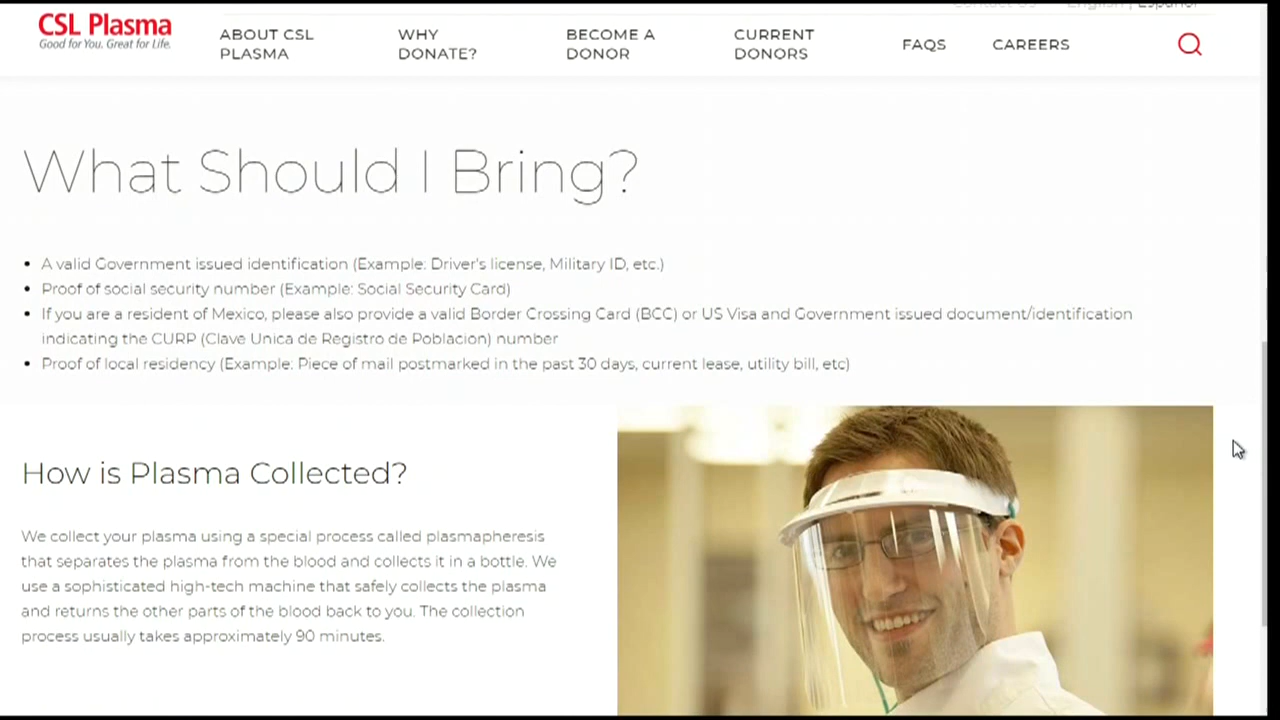 Contact Us English | Español
CSL Plasma
Good for You. Great for Life.
ABOUT CSL
PLASMA
WHY
DONATE?
BECOME A
DONOR
CURRENT
DONORS
FAQS
CAREERS
What Should I Bring?
• A valid Government issued identification (Example: Driver's license, Military ID, etc.)
• Proof of social security number (Example: Social Security Card)
• If you are a resident of Mexico, please also provide a valid Border Crossing Card (BCC) or US Visa and Government issued document/identification
indicating the CURP (Clave Unica de Registro de Poblacion) number
• Proof of local residency (Example: Piece of mail postmarked in the past 30 days, current lease, utility bill, etc)
How is Plasma Collected?
We collect your plasma using a special process called plasmapheresis
that separates the plasma from the blood and collects it in a bottle. We
use a sophisticated high-tech machine that safely collects the plasma
and returns the other parts of the blood back to you. The collection
process usually takes approximately 90 minutes.